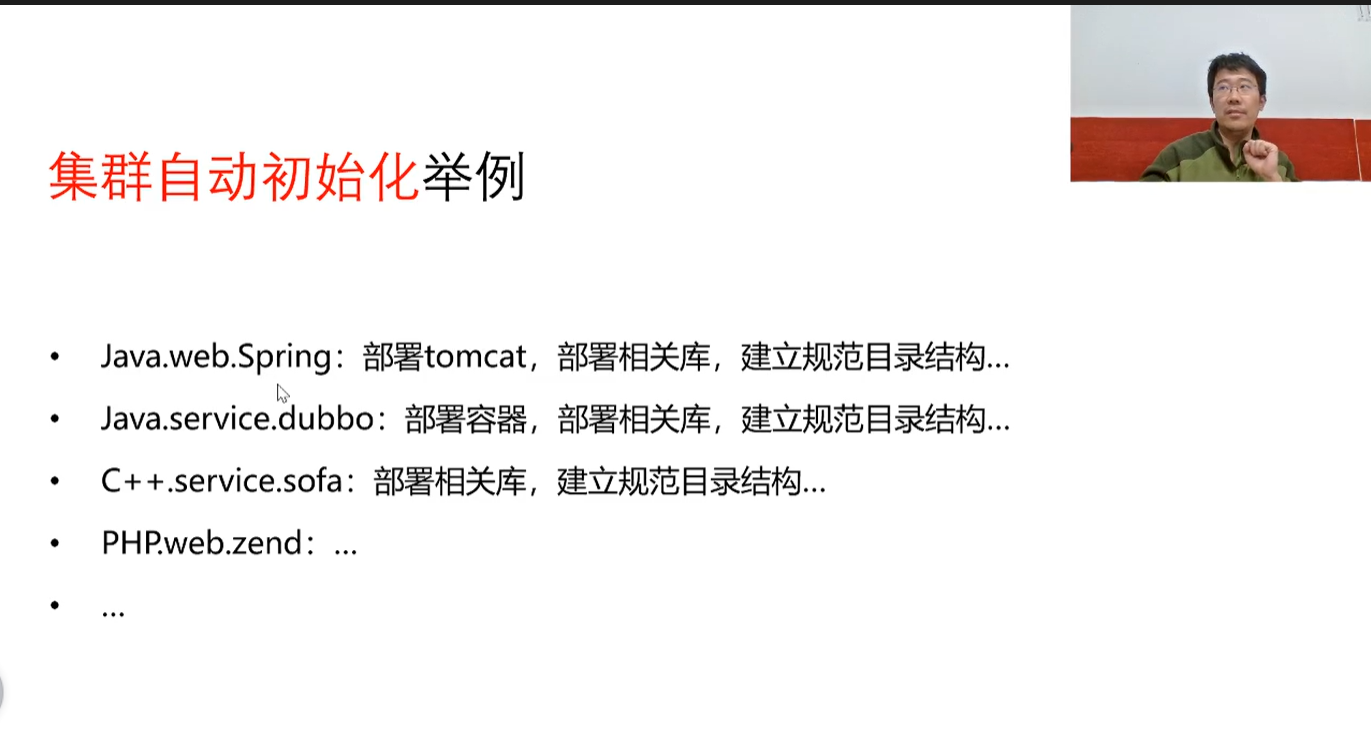 集群自动初始化举例
• Java.web.Spring：部署tomcat，部署相关库，建立规范目录结构...
• Java.service.dubbo：部署容器，部署相关库，建立规范目录结构...
• C++.service.sofa：部署相关库，建立规范目录结构...
• PHP.web.zend：...
• ...